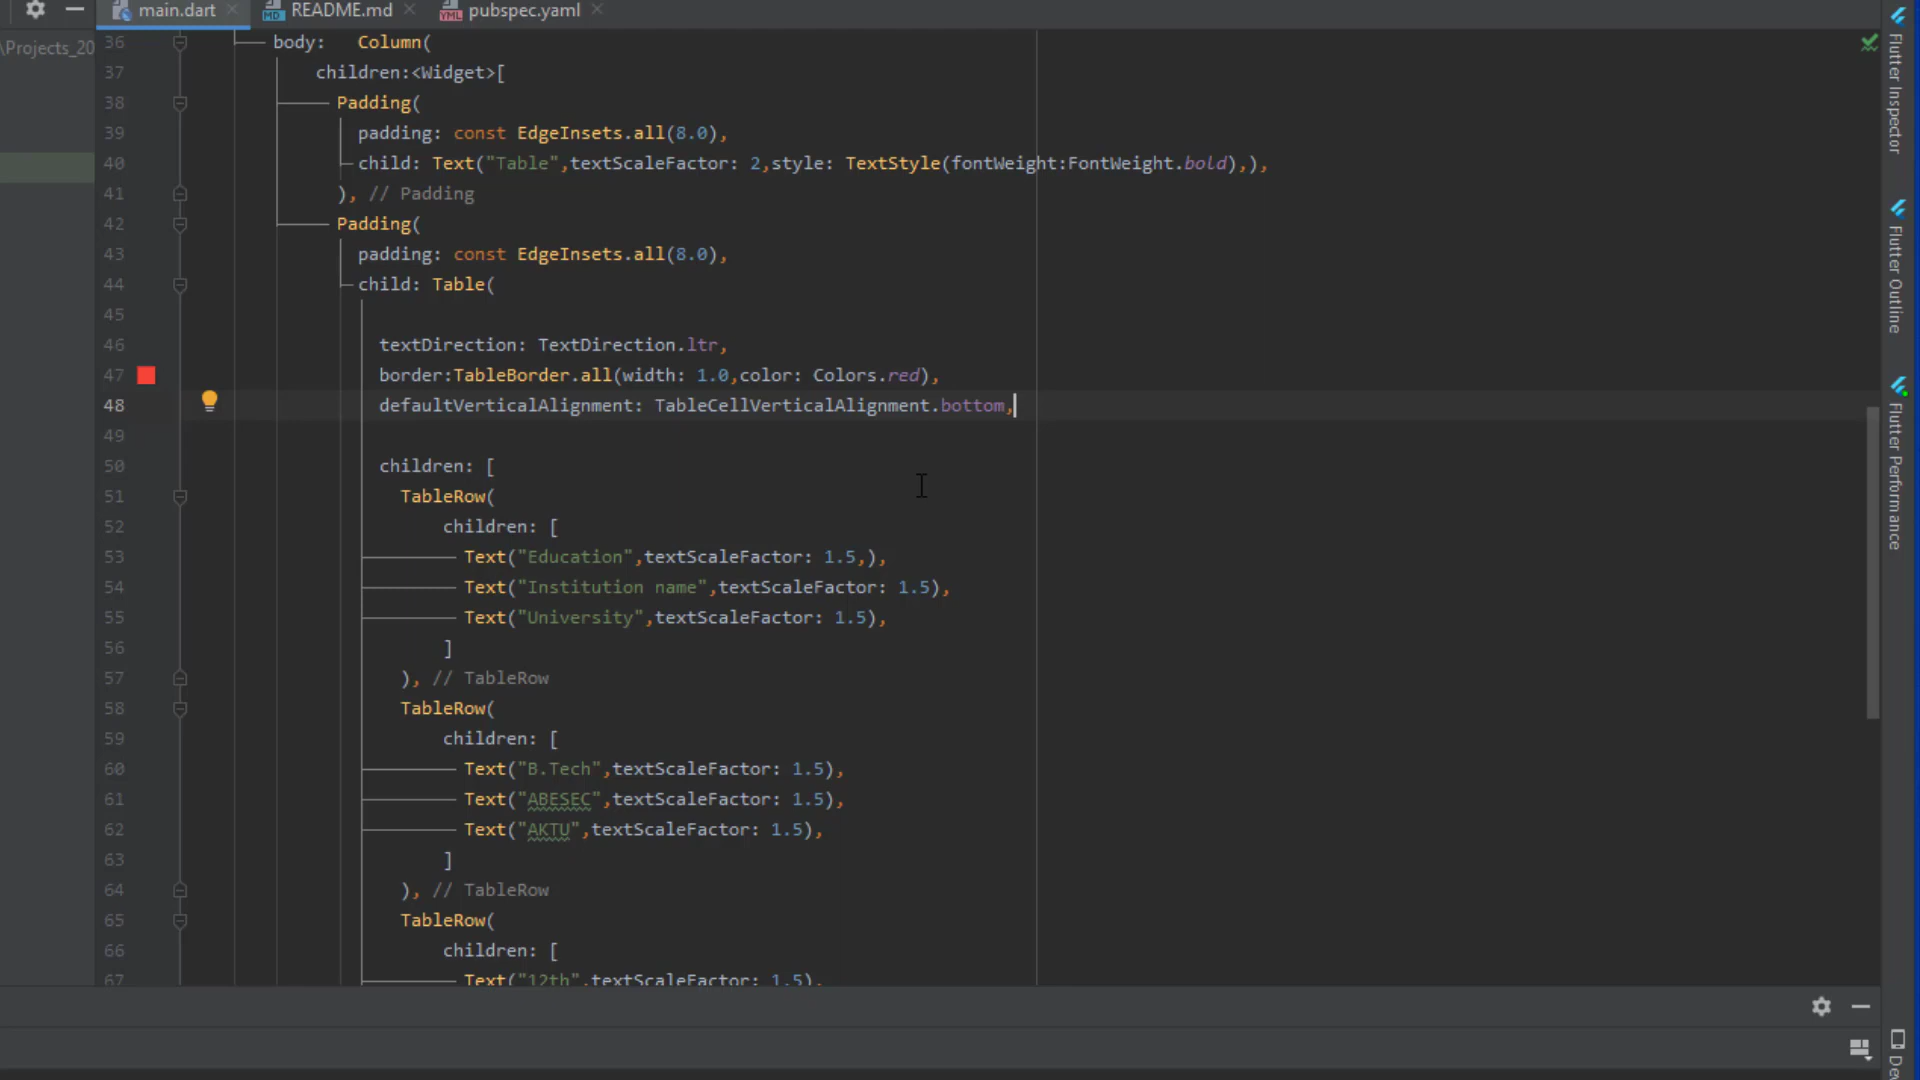 main.dart
README.md
pubspec.yaml
\Projects_20
36 body: Column(
37 children:<Widget>[
38 Padding(
39 padding: const EdgeInsets.all(8.0),
40 child: Text("Table",textScaleFactor: 2,style: TextStyle(fontWeight:FontWeight.bold),),
41 ), // Padding
42 Padding(
43 padding: const EdgeInsets.all(8.0),
44 child: Table(
45
46 textDirection: TextDirection.ltr,
47 border:TableBorder.all(width: 1.0,color: Colors.red),
48 defaultVerticalAlignment: TableCellVerticalAlignment.bottom,
49
50 children: [
51 TableRow(
52 children: [
53 Text("Education",textScaleFactor: 1.5,),
54 Text("Institution name",textScaleFactor: 1.5),
55 Text("University",textScaleFactor: 1.5),
56 ]
57 ), // TableRow
58 TableRow(
59 children: [
60 Text("B.Tech",textScaleFactor: 1.5),
61 Text("ABESEC",textScaleFactor: 1.5),
62 Text("AKTU",textScaleFactor: 1.5),
63 ]
64 ), // TableRow
65 TableRow(
66 children: [
67 Text("12th",textScaleFactor: 1.5),
Flutter Inspector
Flutter Outline
Flutter Performance